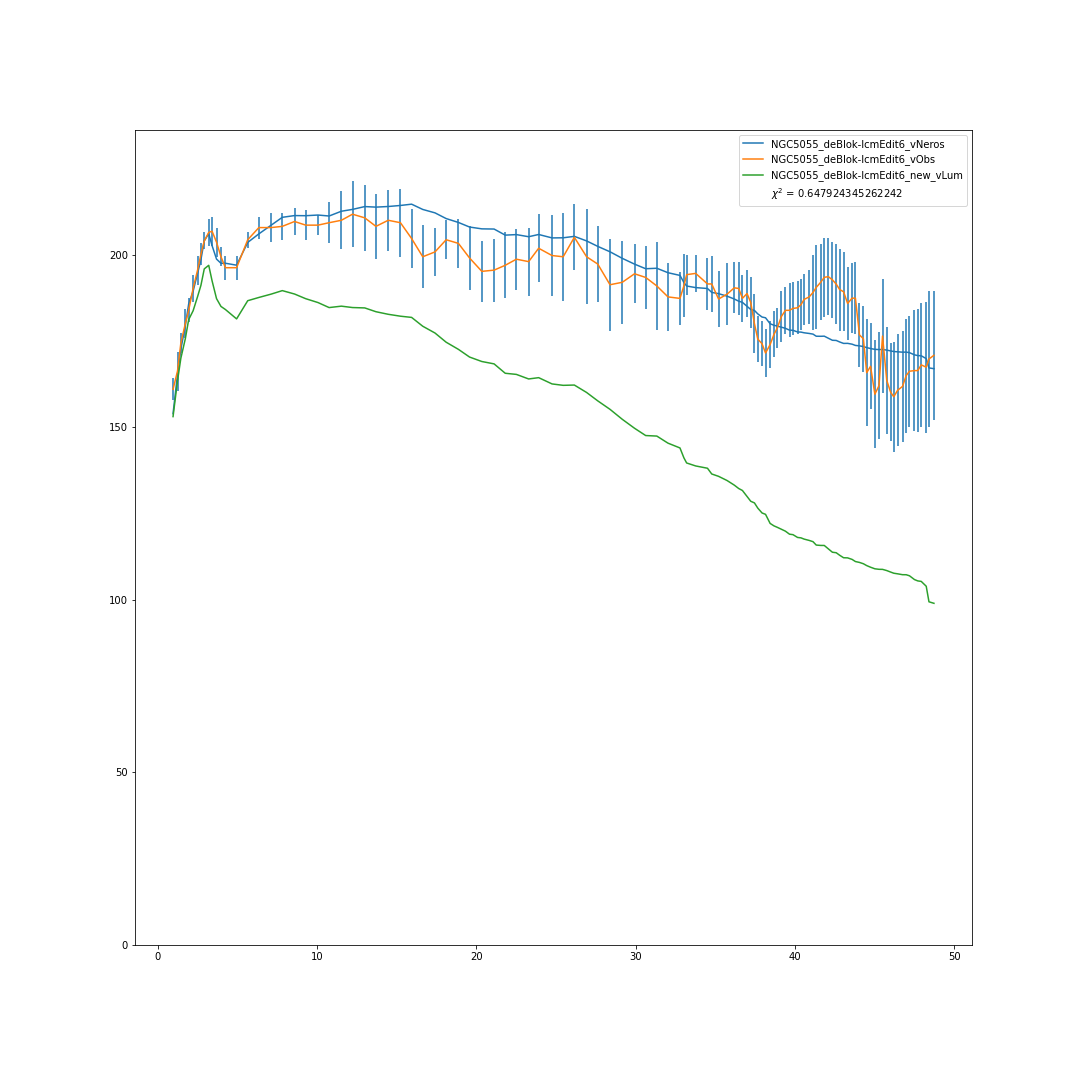 NGC5055_deBlok-lcmEdit6_vNeros
NGC5055_deBlok-lcmEdit6_vObs
NGC5055_deBlok-lcmEdit6_new_vLum
χ² = 0.647924345262242
200
150
100
50
0
0 10 20 30 40 50